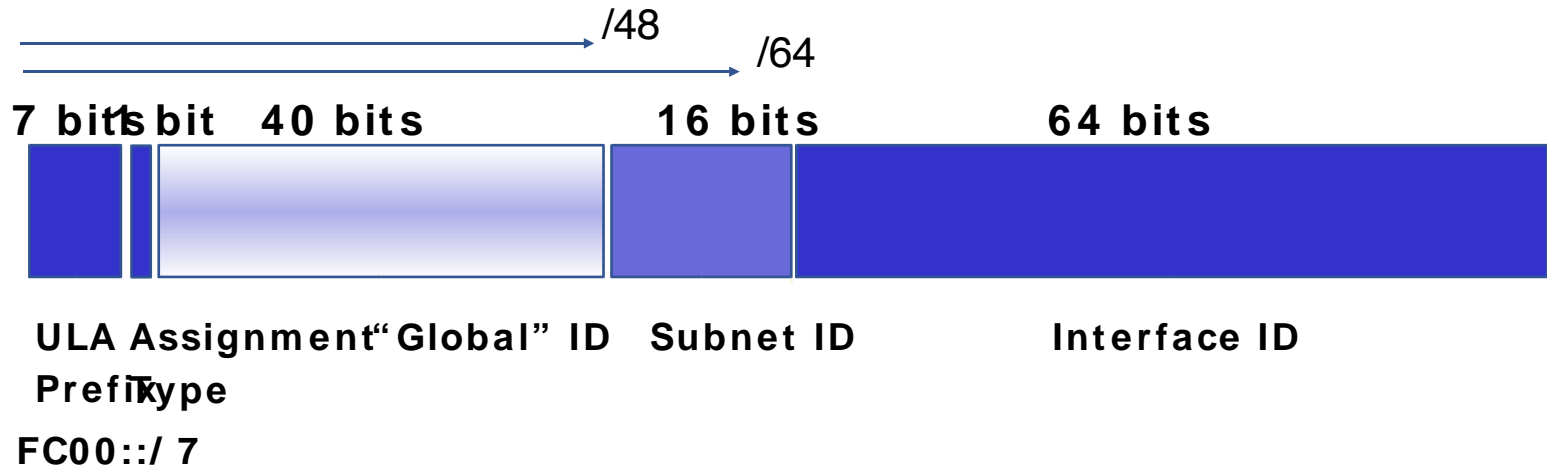 /48
/64
7 bits 1 bit 40 bits 16 bits 64 bits
ULA Assignment “Global” ID Subnet ID Interface ID
Prefix Type
FC00::/ 7